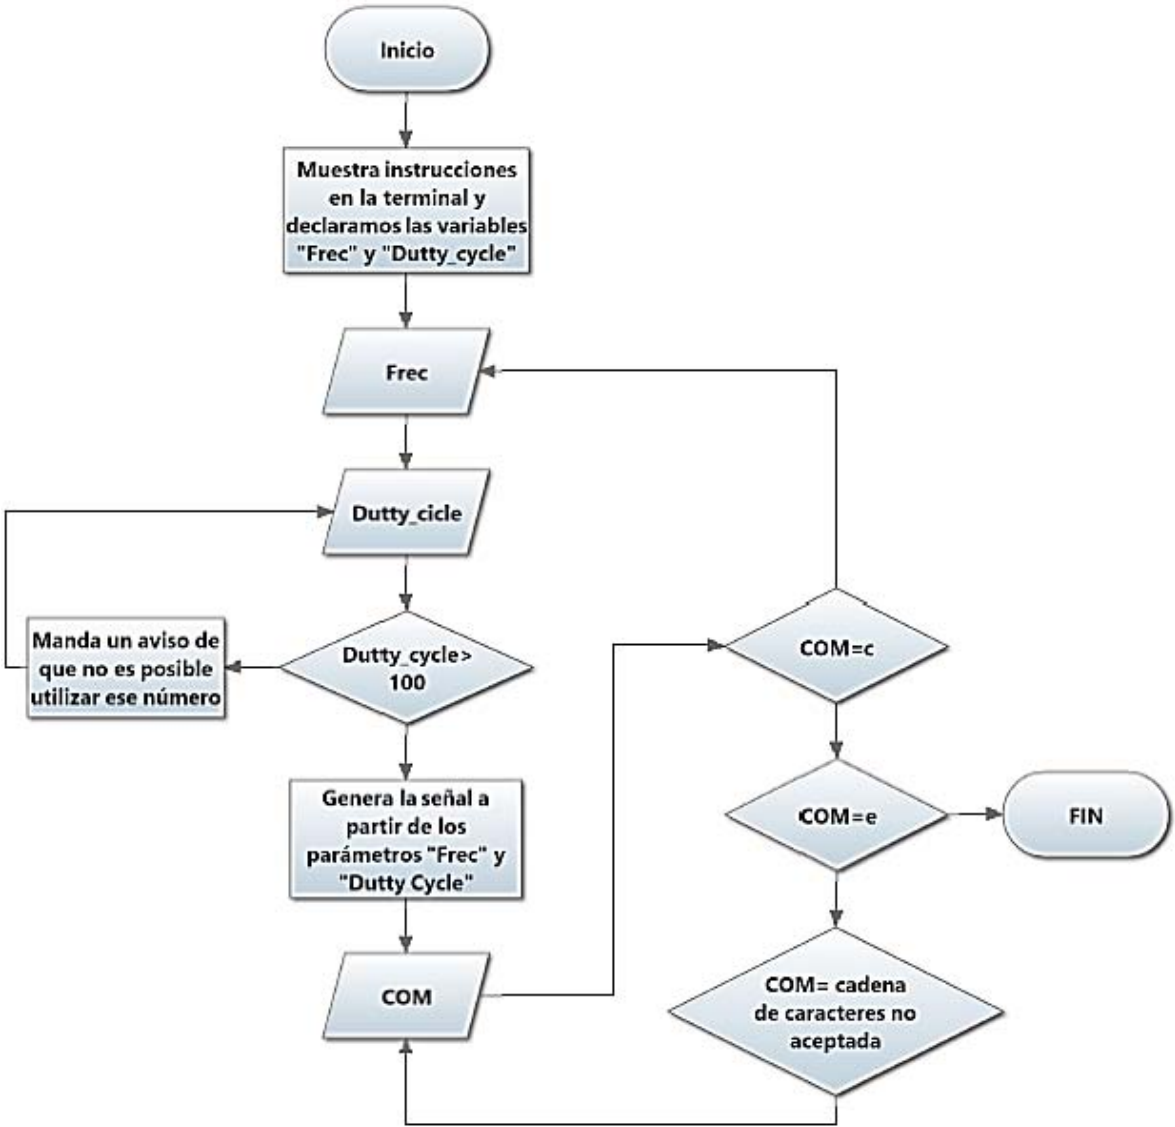 Inicio
Muestra instrucciones
en la terminal y
declaramos las variables
"Frec" y "Dutty_cycle"
Frec
Dutty_cicle
Manda un aviso de
que no es posible
utilizar ese número
Dutty_cycle>
100
Genera la señal a
partir de los
parámetros "Frec" y
"Dutty Cycle"
COM
COM=c
COM=e
FIN
COM= cadena
de caracteres no
aceptada